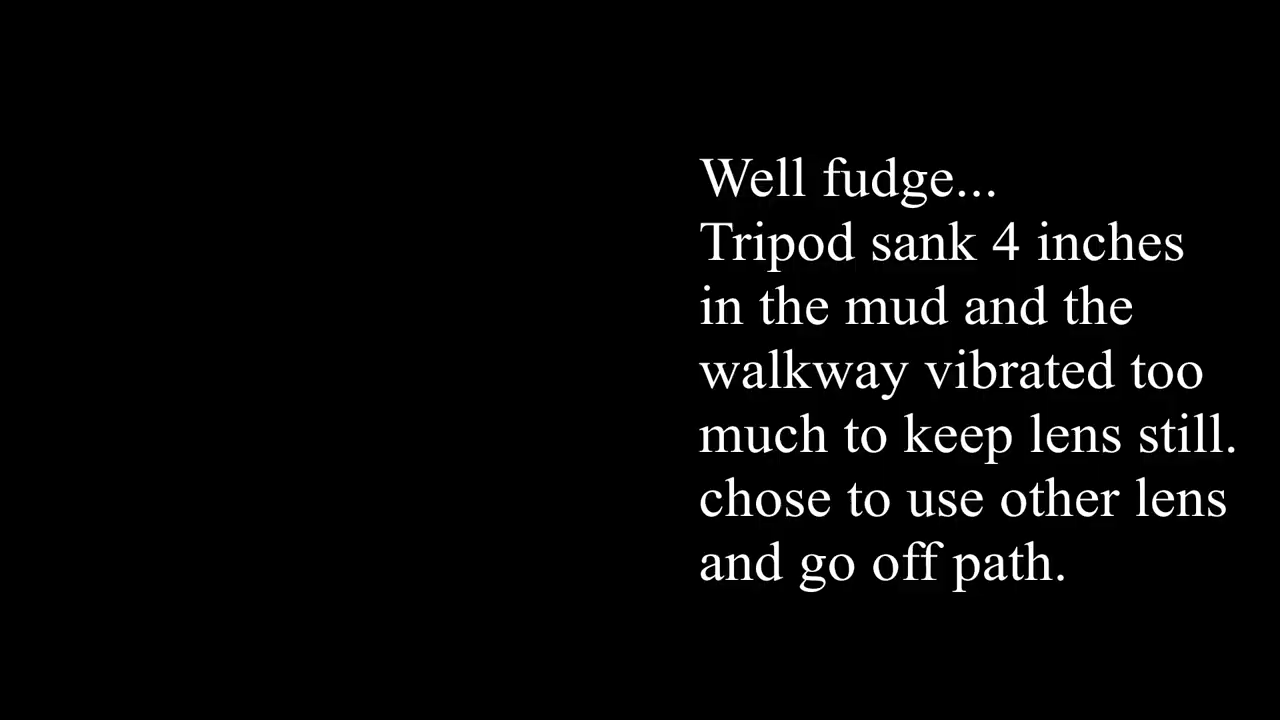 Well fudge...
Tripod sank 4 inches
in the mud and the
walkway vibrated too
much to keep lens still.
chose to use other lens
and go off path.